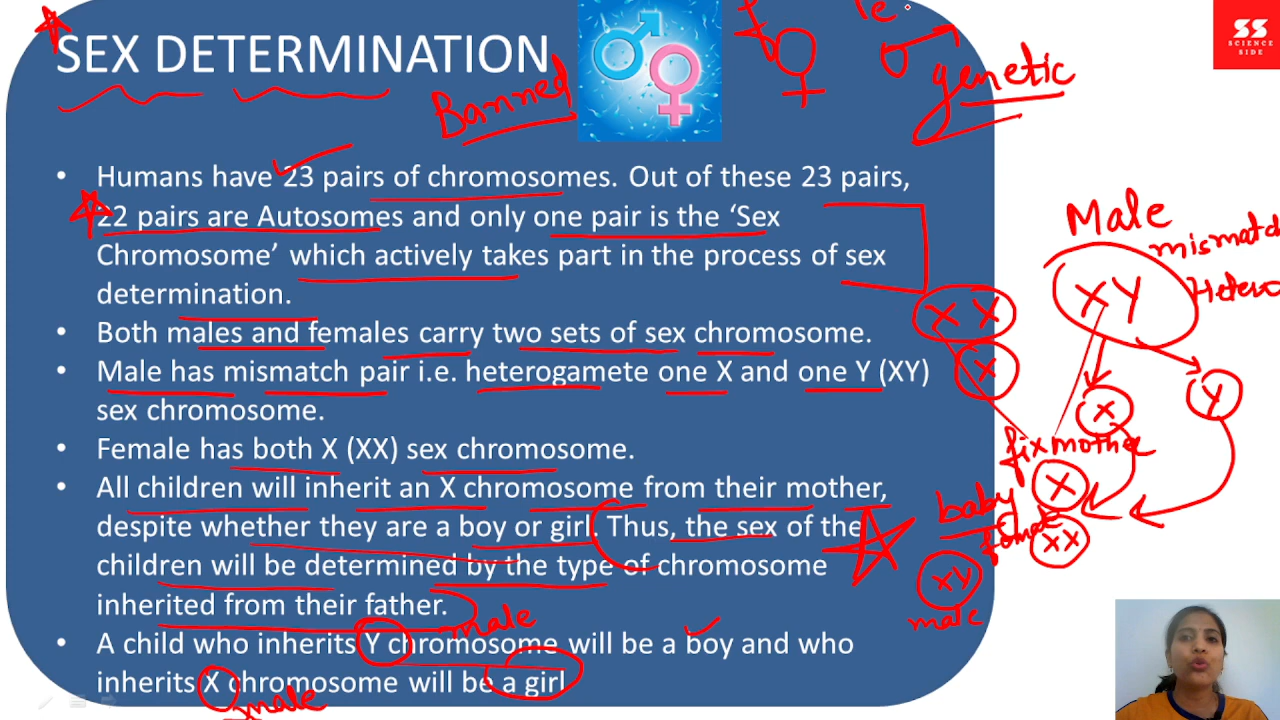 SS
SCIENCE
SIDE
SEX DETERMINATION
Banned
genetic
• Humans have 23 pairs of chromosomes. Out of these 23 pairs,
22 pairs are Autosomes and only one pair is the ‘Sex
Chromosome’ which actively takes part in the process of sex
determination.
• Both males and females carry two sets of sex chromosome.
• Male has mismatch pair i.e. heterogamete one X and one Y (XY)
sex chromosome.
• Female has both X (XX) sex chromosome.
• All children will inherit an X chromosome from their mother,
despite whether they are a boy or girl. Thus, the sex of the
children will be determined by the type of chromosome
inherited from their father.
• A child who inherits Y chromosome will be a boy and who
inherits X chromosome will be a girl
male
male
Male
mismatch
XY
XX
X
X
Y
fix mother
X
baby
XX
XY
male